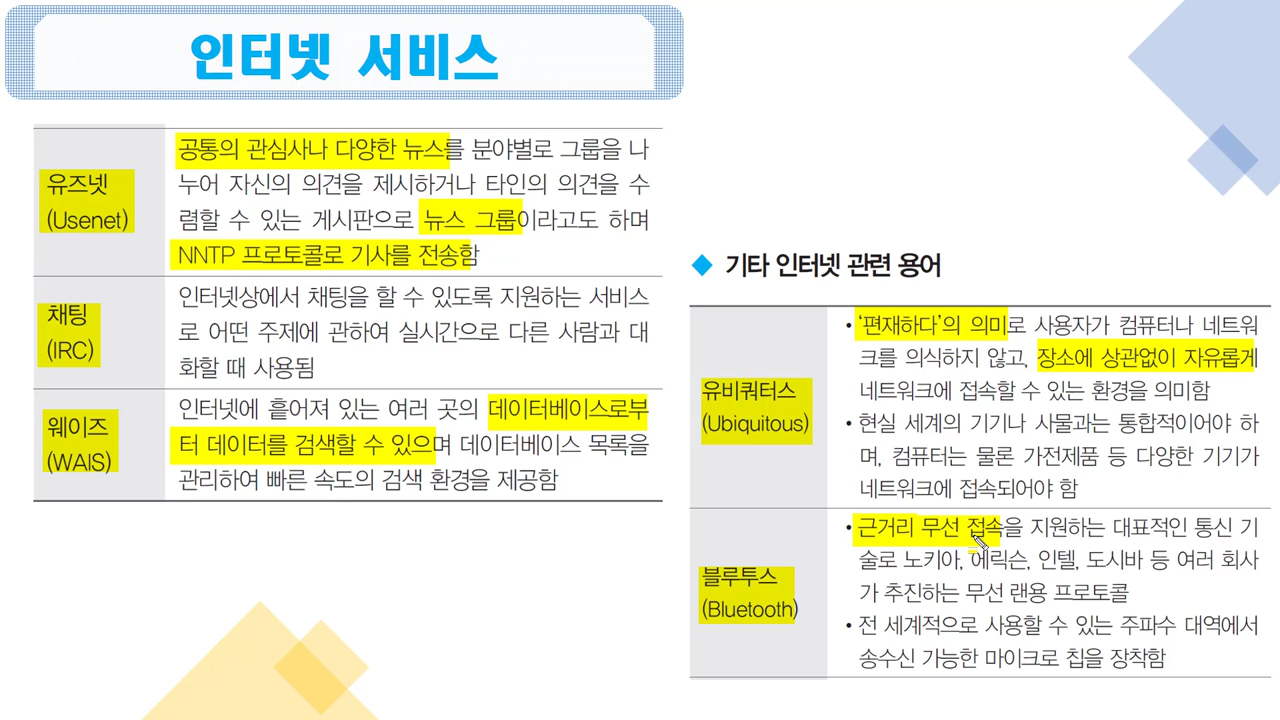 인터넷 서비스
유즈넷
(Usenet)
공통의 관심사나 다양한 뉴스를 분야별로 그룹을 나
누어 자신의 의견을 제시하거나 타인의 의견을 수
렴할 수 있는 게시판으로 뉴스 그룹이라고도 하며
NNTP 프로토콜로 기사를 전송함
채팅
(IRC)
인터넷상에서 채팅을 할 수 있도록 지원하는 서비스
로 어떤 주제에 관하여 실시간으로 다른 사람과 대
화할 때 사용됨
웨이즈
(WAIS)
인터넷에 흩어져 있는 여러 곳의 데이터베이스로부
터 데이터를 검색할 수 있으며 데이터베이스 목록을
관리하여 빠른 속도의 검색 환경을 제공함
◆ 기타 인터넷 관련 용어
유비쿼터스
(Ubiquitous)
• ‘편재하다’의 의미로 사용자가 컴퓨터나 네트워
크를 의식하지 않고, 장소에 상관없이 자유롭게
네트워크에 접속할 수 있는 환경을 의미함
• 현실 세계의 기기나 사물과는 통합적이어야 하
며, 컴퓨터는 물론 가전제품 등 다양한 기기가
네트워크에 접속되어야 함
블루투스
(Bluetooth)
• 근거리 무선 접속을 지원하는 대표적인 통신 기
술로 노키아, 에릭슨, 인텔, 도시바 등 여러 회사
가 추진하는 무선 랜용 프로토콜
• 전 세계적으로 사용할 수 있는 주파수 대역에서
송수신 가능한 마이크로 칩을 장착함